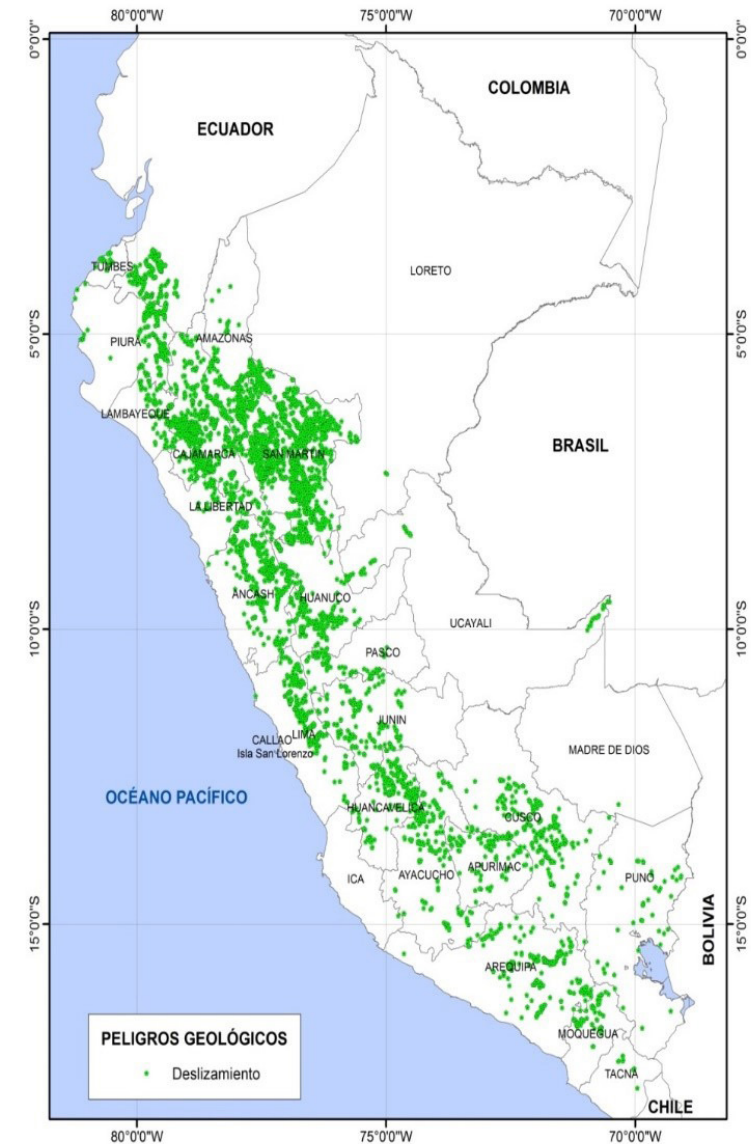 80°0'0"W
75°0'0"W
70°0'0"W
0°0'0"
0°0'0"
COLOMBIA
ECUADOR
LORETO
TUMBES
5°0'0"S
5°0'0"S
AMAZONAS
PIURA
LAMBAYEQUE
BRASIL
CAJAMARCA
SAN MARTIN
LA LIBERTAD
ANCASH
HUANUCO
UCAYALI
10°0'0"S
10°0'0"S
PASCO
JUNIN
LIMA
CALLAO
Isla San Lorenzo
MADRE DE DIOS
OCÉANO PACÍFICO
HUANCAVELICA
CUSCO
APURIMAC
AYACUCHO
ICA
PUNO
BOLIVIA
15°0'0"S
15°0'0"S
AREQUIPA
MOQUEGUA
PELIGROS GEOLÓGICOS
Deslizamiento
TACNA
CHILE
80°0'0"W
75°0'0"W
70°0'0"W